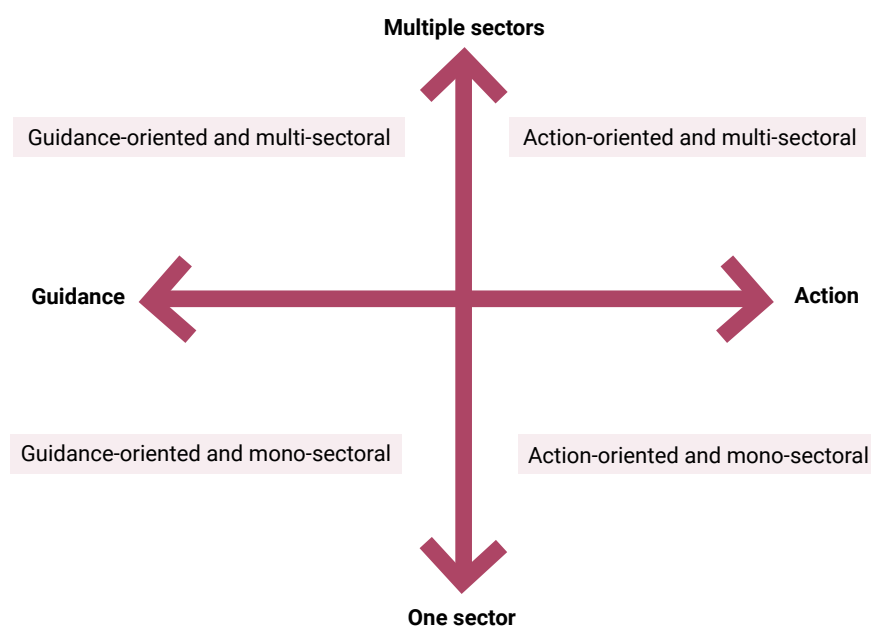 Multiple sectors
Guidance-oriented and multi-sectoral
Action-oriented and multi-sectoral
Guidance
Action
Guidance-oriented and mono-sectoral
Action-oriented and mono-sectoral
One sector